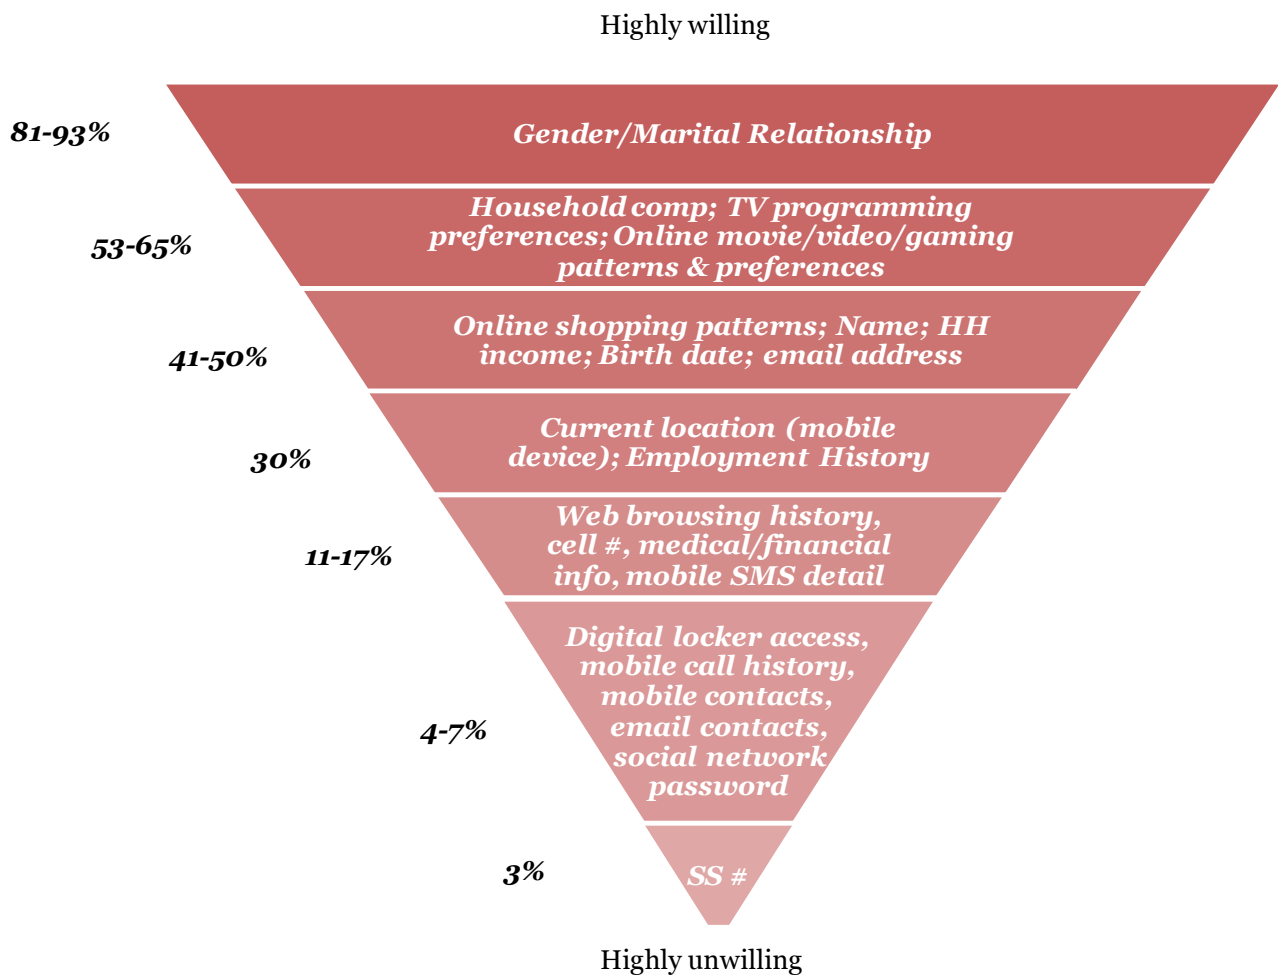 Highly willing
81-93%
Gender/Marital Relationship
53-65%
Household comp; TV programming
preferences; Online movie/video/gaming
patterns & preferences
41-50%
Online shopping patterns; Name; HH
income; Birth date; email address
30%
Current location (mobile
device); Employment History
11-17%
Web browsing history,
cell #, medical/financial
info, mobile SMS detail
4-7%
Digital locker access,
mobile call history,
mobile contacts,
email contacts,
social network
password
3%
SS #
Highly unwilling